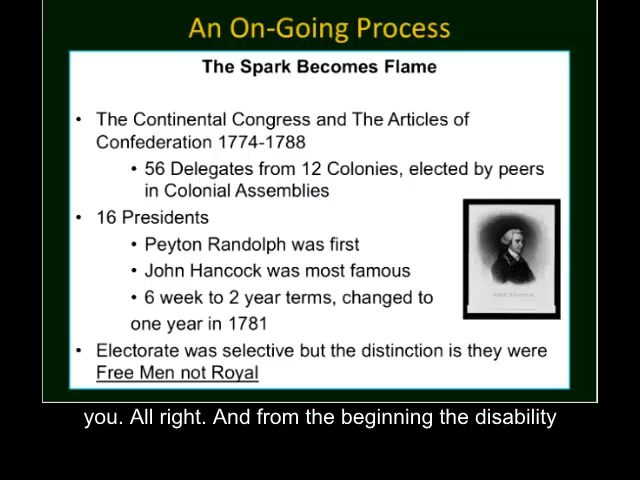 An On-Going Process
The Spark Becomes Flame
• The Continental Congress and The Articles of
Confederation 1774-1788
• 56 Delegates from 12 Colonies, elected by peers
in Colonial Assemblies
• 16 Presidents
• Peyton Randolph was first
• John Hancock was most famous
• 6 week to 2 year terms, changed to
one year in 1781
• Electorate was selective but the distinction is they were
Free Men not Royal
you. All right. And from the beginning the disability